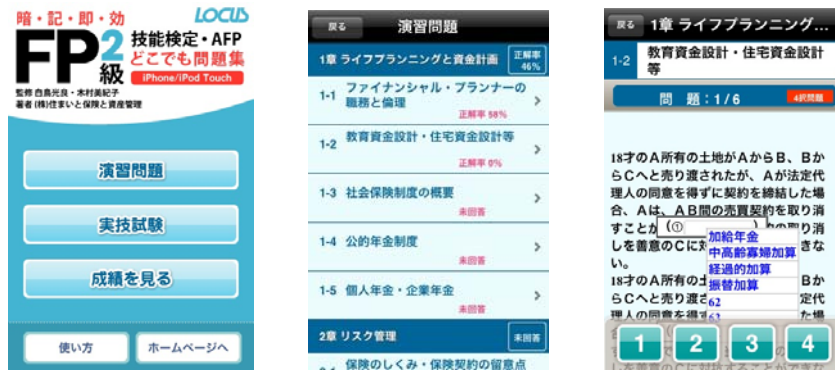 暗・記・即・効
LOCUS
FP2級
技能検定・AFP
どこでも問題集
iPhone/iPod Touch
監修 白鳥光良・木村美紀子
著者 (株)住まいと保険と資産管理
演習問題
実技試験
成績を見る
使い方
ホームページへ
戻る
演習問題
1章 ライフプランニングと資金計画
正解率
46%
1-1 ファイナンシャル・プランナーの
職務と倫理
正解率 58%
1-2 教育資金設計・住宅資金設計等
正解率 0%
1-3 社会保険制度の概要
未回答
1-4 公的年金制度
未回答
1-5 個人年金・企業年金
未回答
2章 リスク管理
未回答
保険のしくみ・保険契約の留意点
戻る
1章 ライフプランニング...
1-2
教育資金設計・住宅資金設計
等
問 題：1/6
4択問題
18才のA所有の土地がAからB、Bか
らCへと売り渡されたが、Aが法定代
理人の同意を得ずに契約を締結した場
合、Aは、AB間の売買契約を取り消
すことが
(①
)
の取り消
しを善意のCに対
きな
い。
加給年金
中高齢寡婦加算
経過的加算
振替加算
62
18才のA所有の土
Bか
らCへと売り渡さ
定代
理人の同意を得ず
た場
1
2
3
4